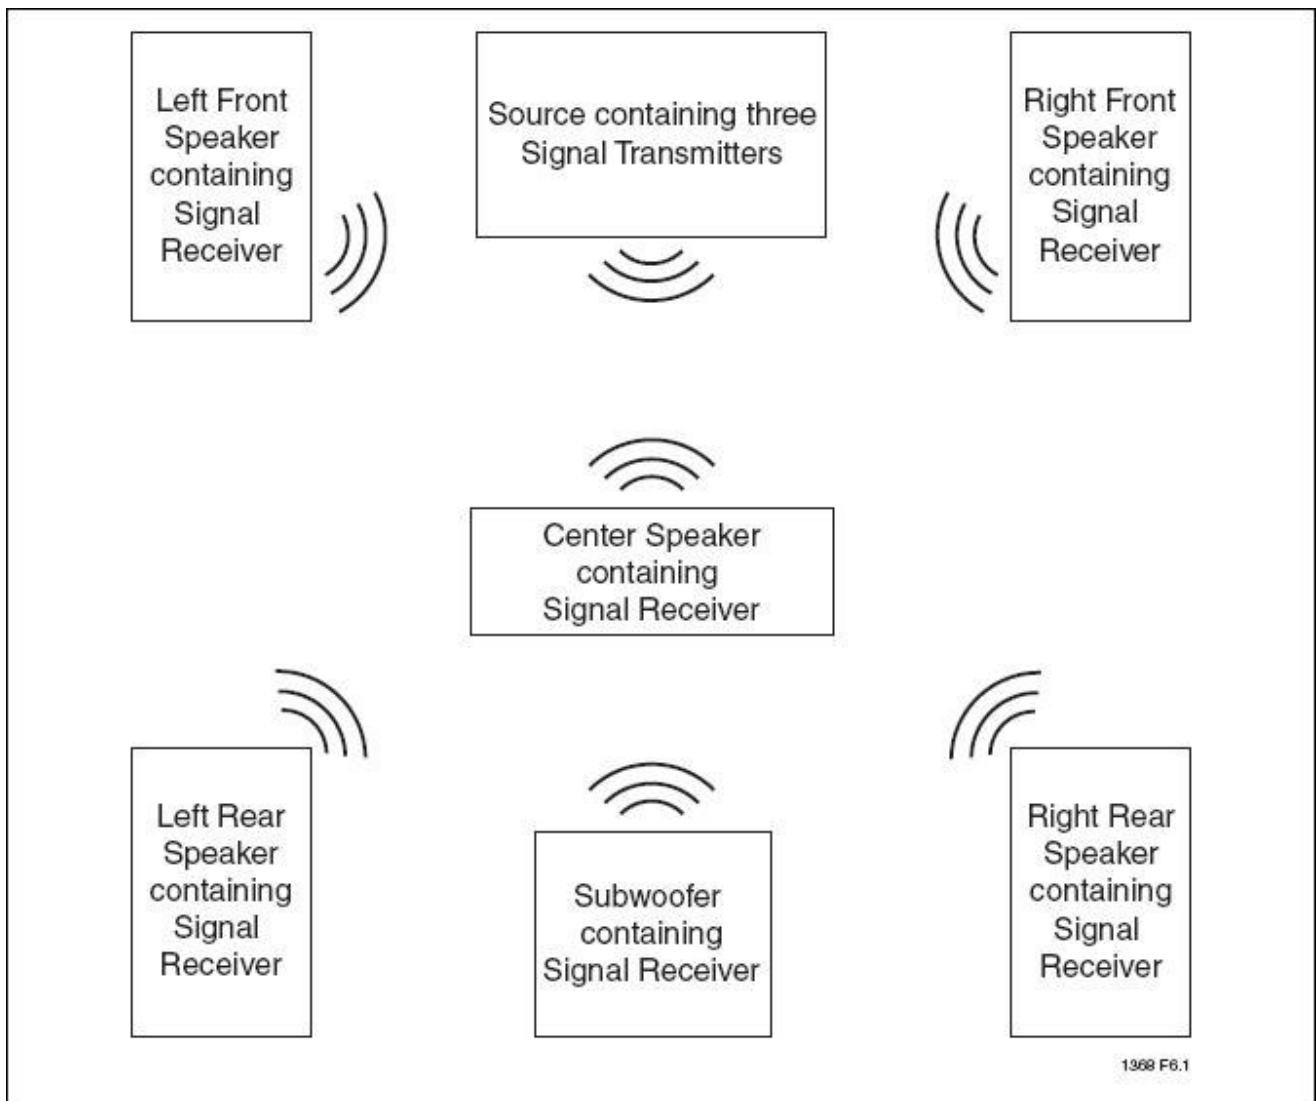 Left Front
Speaker
containing
Signal
Receiver
Source containing three
Signal Transmitters
Right Front
Speaker
containing
Signal
Receiver
Center Speaker
containing
Signal Receiver
Left Rear
Speaker
containing
Signal
Receiver
Subwoofer
containing
Signal Receiver
Right Rear
Speaker
containing
Signal
Receiver
1368 F6.1